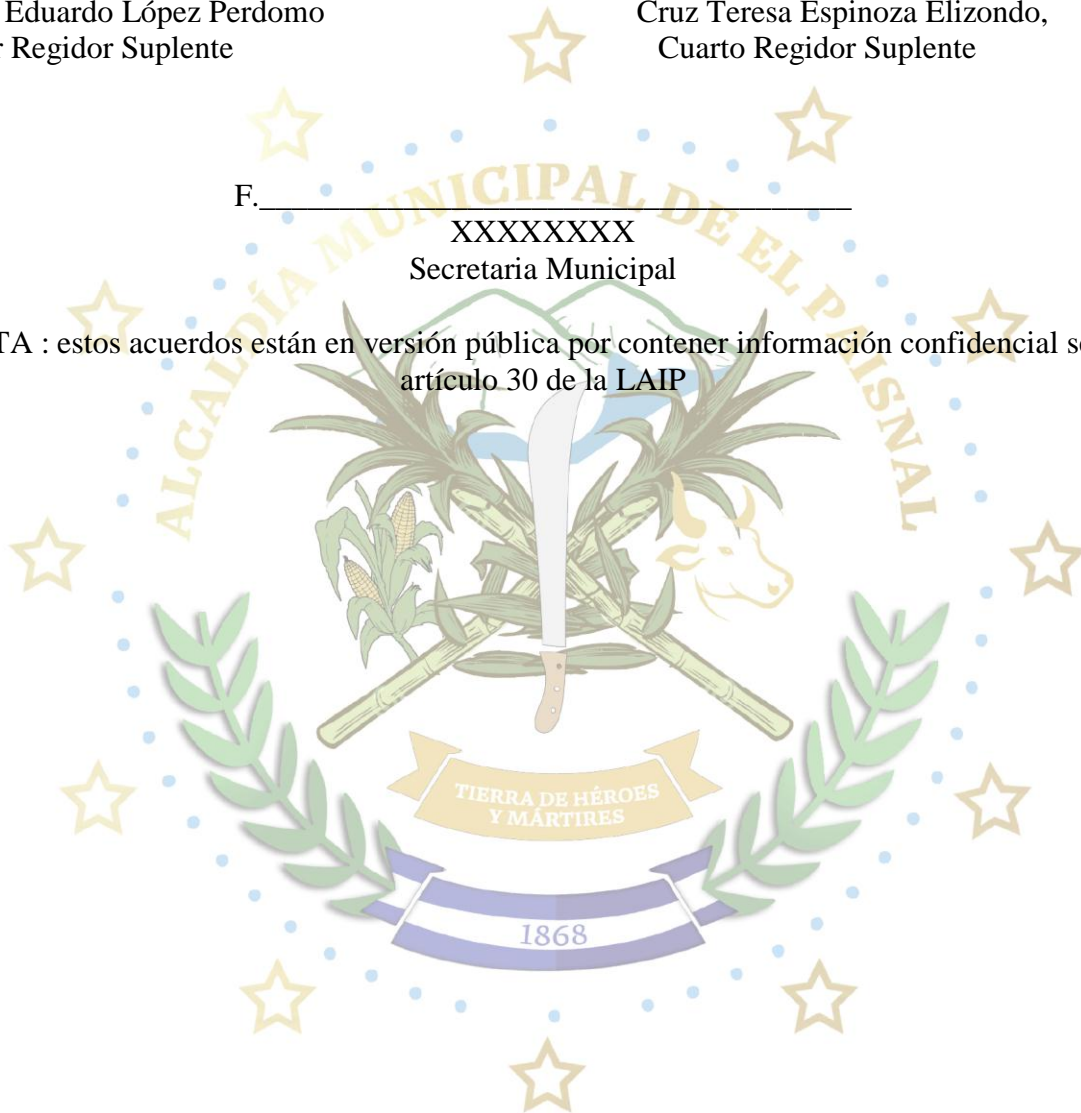 Eduardo López Perdomo Cruz Teresa Espinoza Elizondo,
r Regidor Suplente Cuarto Regidor Suplente
F.___________________________________
XXXXXXXX
Secretaria Municipal
TA : estos acuerdos están en versión pública por contener información confidencial
artículo 30 de la LAIP
ALCALDÍA MUNICIPAL DE EL PAISNAL
TIERRA DE HÉROES
Y MÁRTIRES
1868